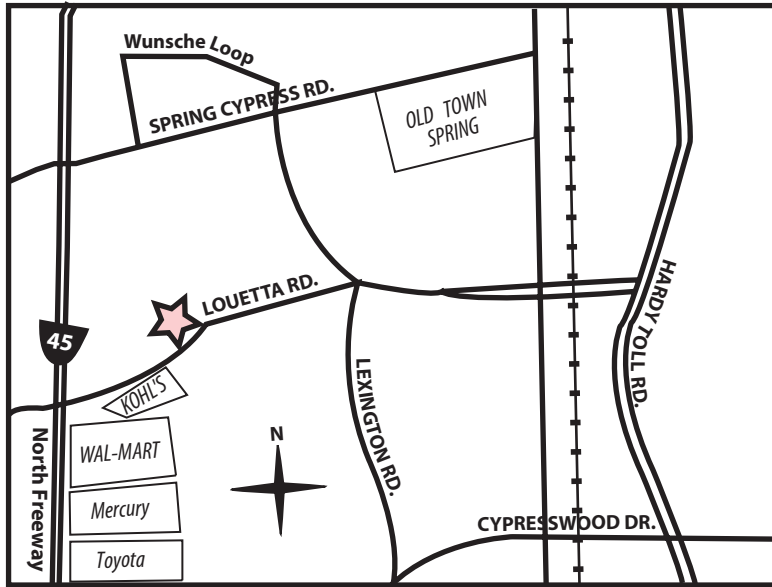 Wunsche Loop
SPRING CYPRESS RD.
OLD TOWN
SPRING
LOUETTA RD.
HARDY TOLL RD.
45
KOHL'S
LEXINGTON RD.
North Freeway
WAL-MART
N
Mercury
CYPRESSWOOD DR.
Toyota